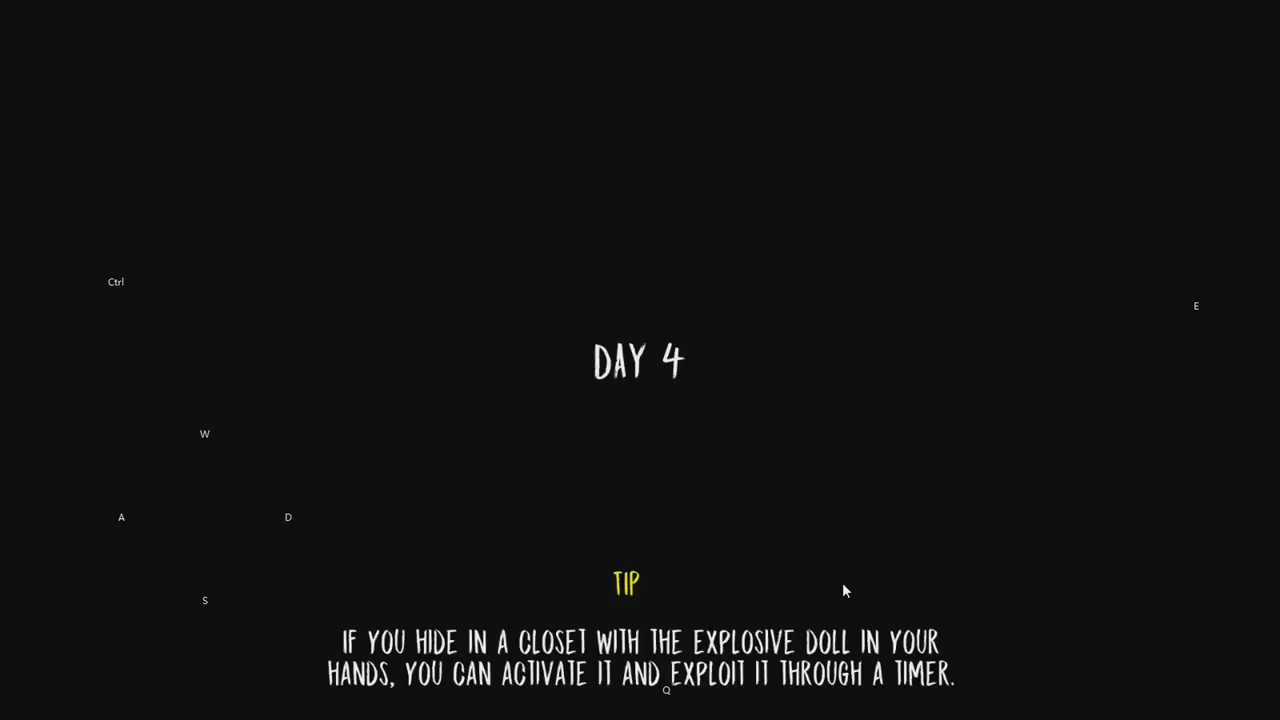 Ctrl
E
DAY 4
W
A
D
TIP
S
IF YOU HIDE IN A CLOSET WITH THE EXPLOSIVE DOLL IN YOUR
HANDS, YOU CAN ACTIVATE IT AND EXPLOIT IT THROUGH A TIMER.
Q